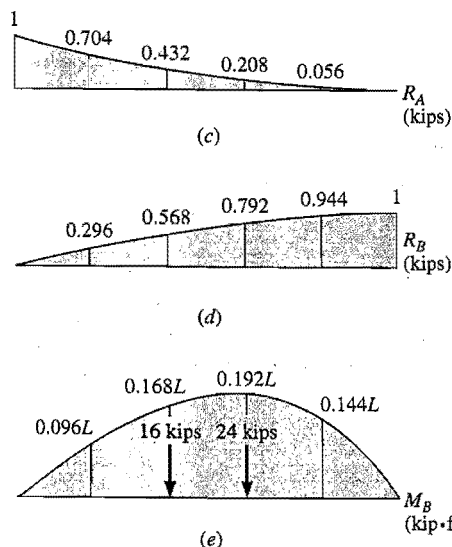 1
0.704
0.432
0.208
0.056
R_A
(kips)
(c)
1
0.944
0.792
0.568
0.296
R_B
(kips)
(d)
0.192L
0.168L
0.144L
0.096L
16 kips
24 kips
M_B
(kip•f
(e)